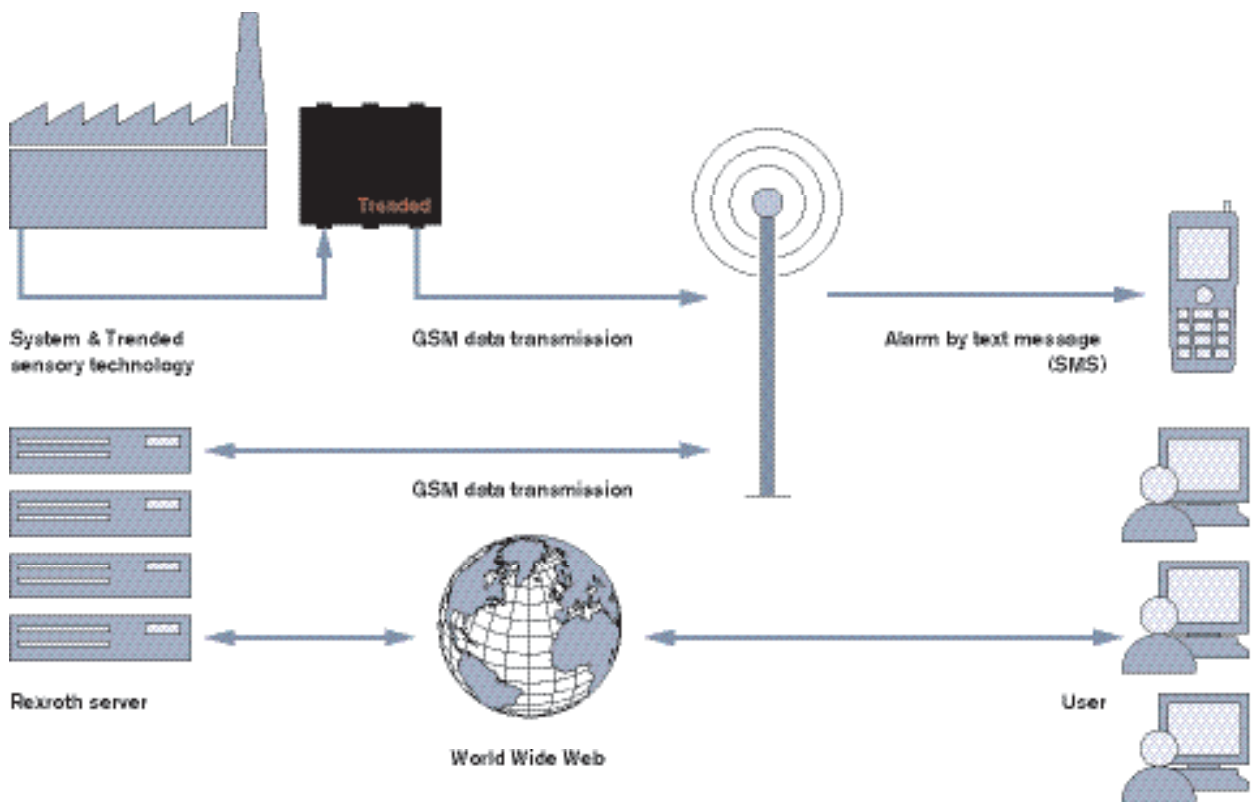 Trended
System & Trended
sensory technology
GSM data transmission
Alarm by text message
(SMS)
GSM data transmission
Rexroth server
User
World Wide Web